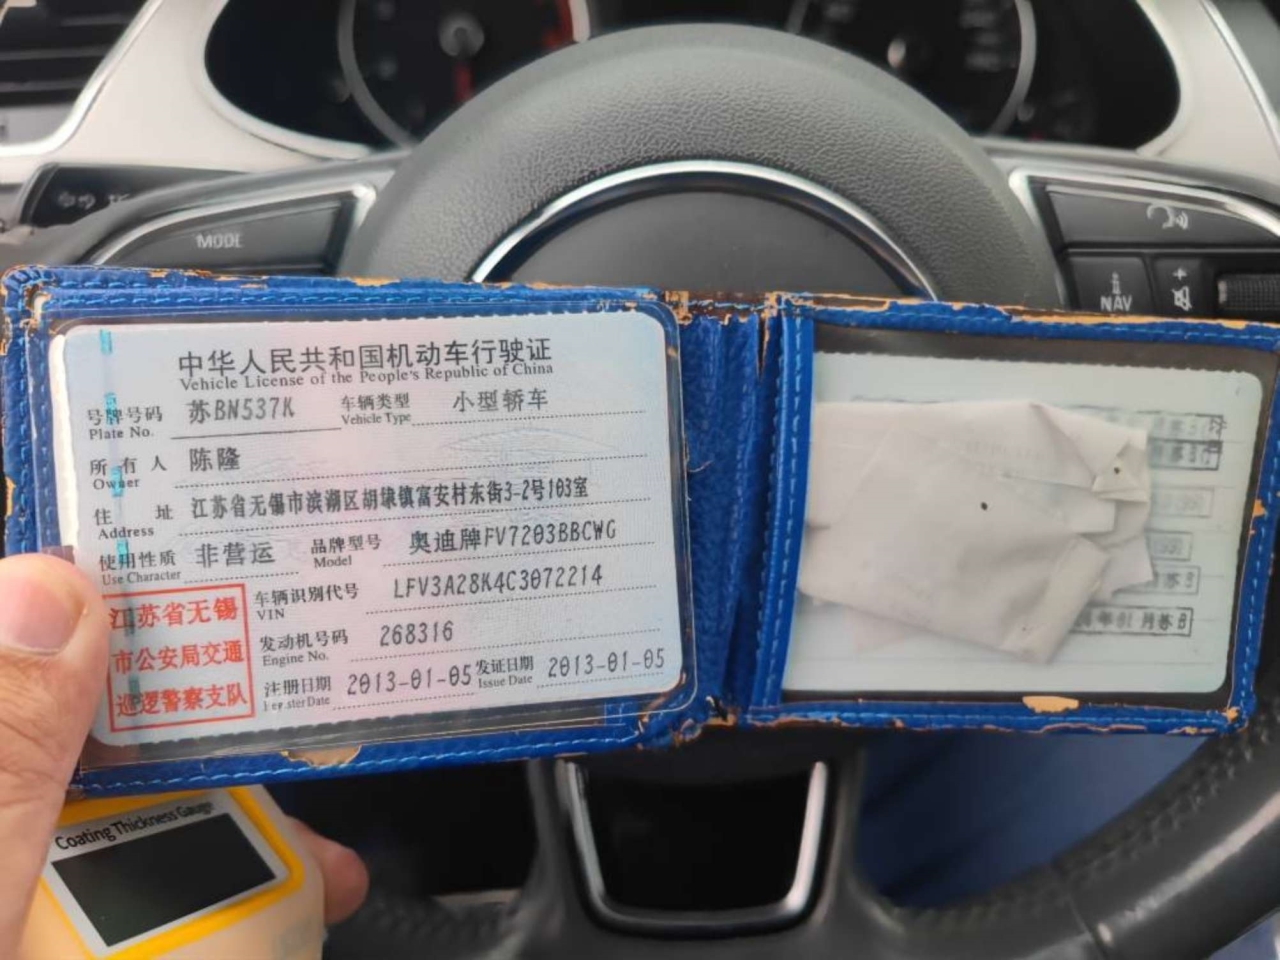 MODE
NAV
中华人民共和国机动车行驶证
Vehicle License of the People's Republic of China
号牌号码 苏BN537K 车辆类型 小型轿车
Plate No. Vehicle Type
所有人 陈隆
Owner
住址 江苏省无锡市滨湖区胡埭镇富安村东街3-2号103室
Address
使用性质 非营运 品牌型号 奥迪牌FV7203BBCWG
Use Character Model
车辆识别代号 LFV3A28K4C3072214
VIN
发动机号码 268316
Engine No.
注册日期 2013-01-05 发证日期 2013-01-05
Register Date Issue Date
江苏省无锡
市公安局交通
巡逻警察支队
Coating Thickness Gauge